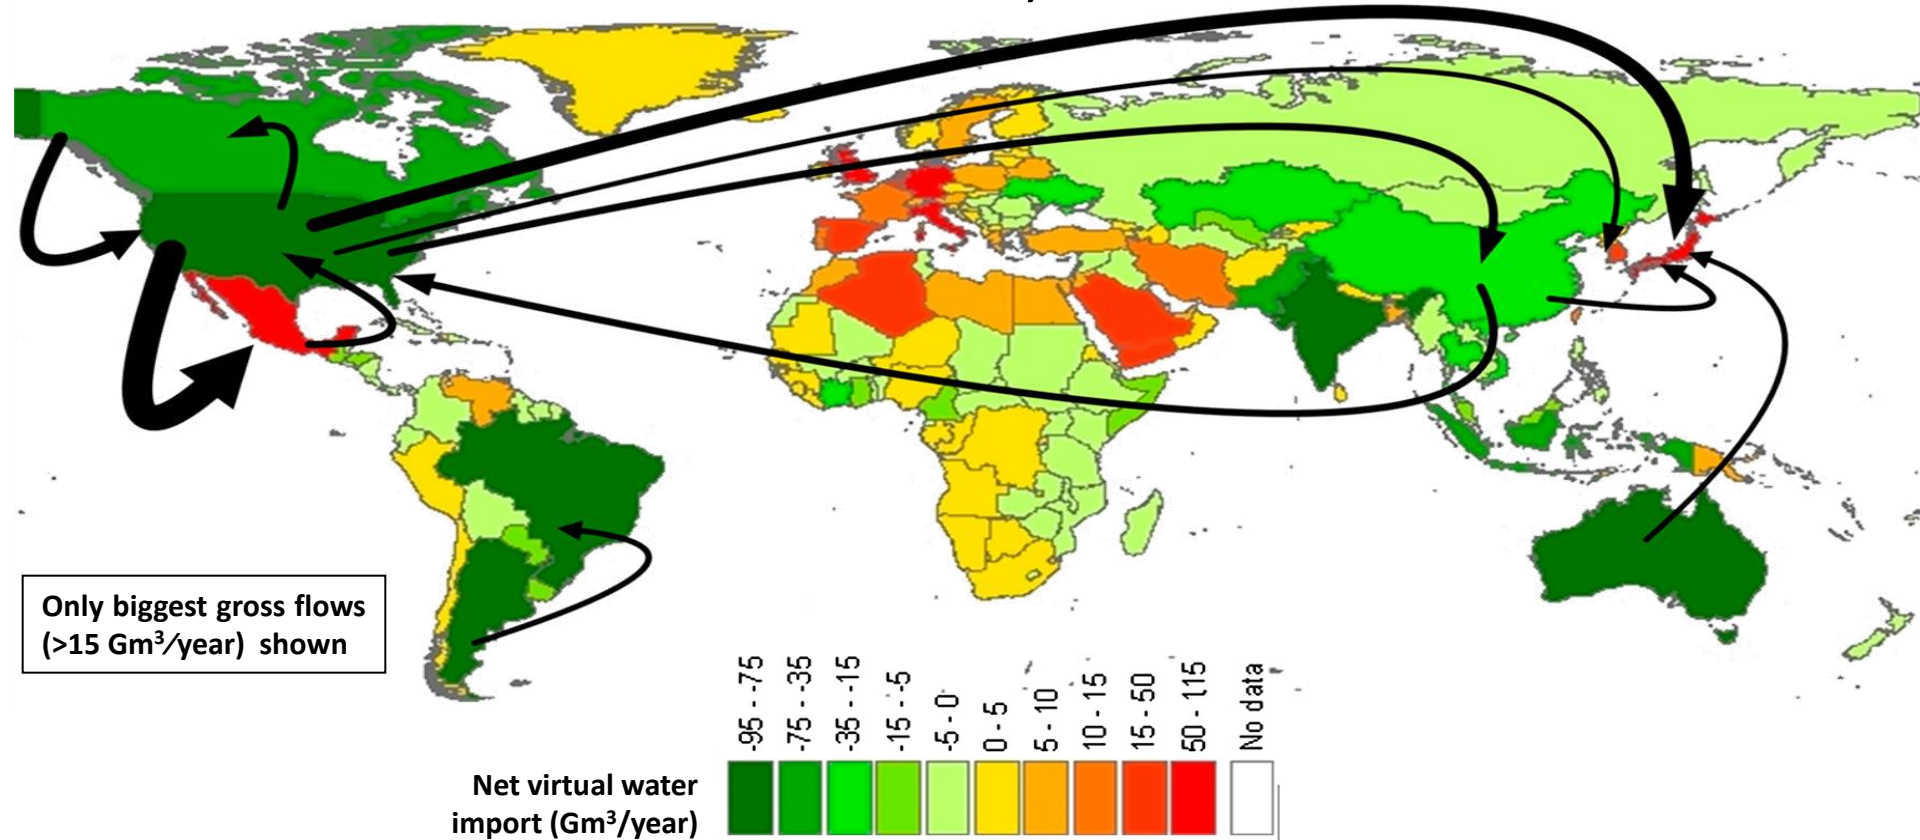 Only biggest gross flows
(>15 Gm³/year) shown
-95 - -75
-75 - -35
-35 - -15
-15 - -5
-5 - 0
0 - 5
5 - 10
10 - 15
15 - 50
50 - 115
No data
Net virtual water
import (Gm³/year)